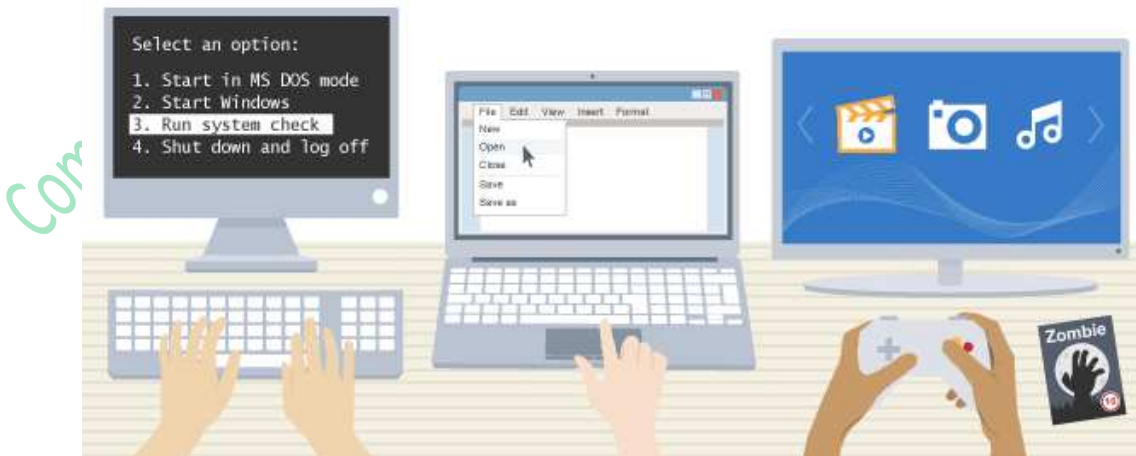 Select an option:
1. Start in MS DOS mode
2. Start Windows
3. Run system check
4. Shut down and log off
Com
File Edit View Insert Format
New
Open
Close
Save
Save as
Zombie